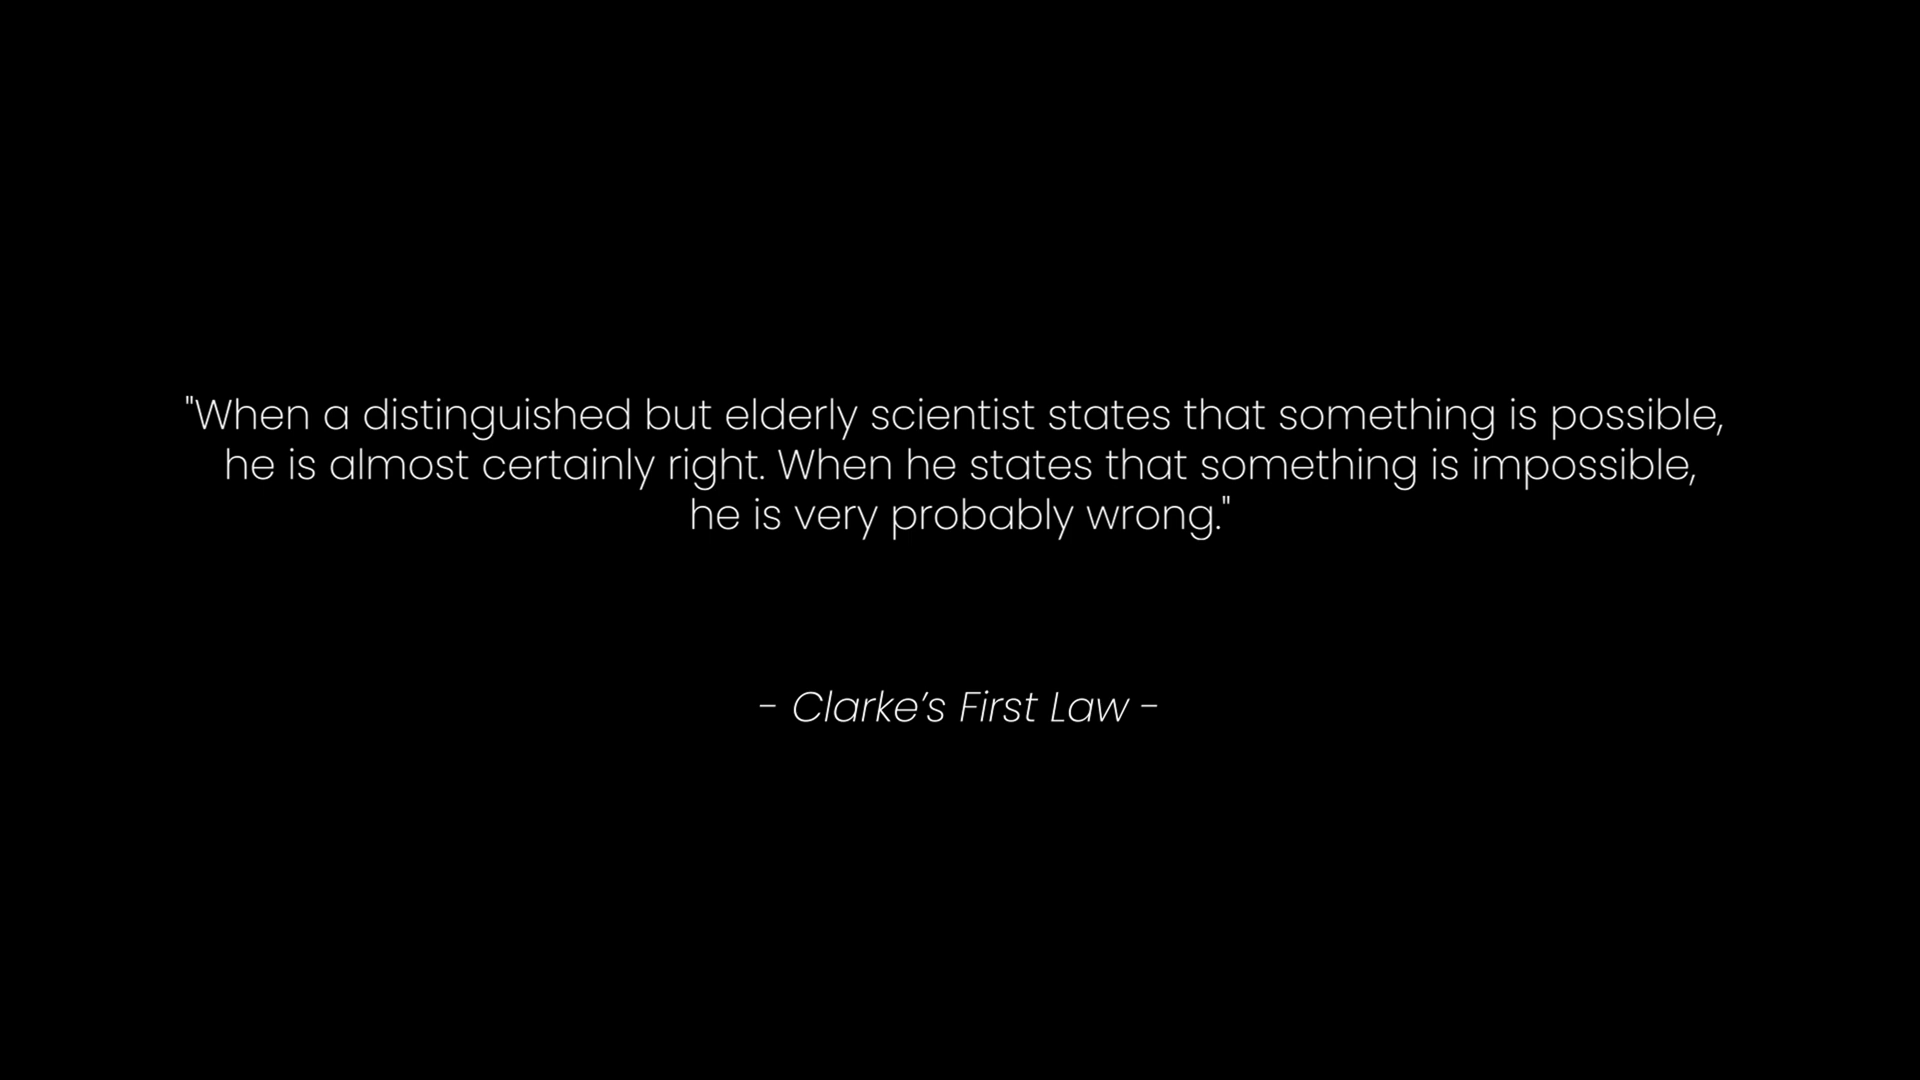 "When a distinguished but elderly scientist states that something is possible,
he is almost certainly right. When he states that something is impossible,
he is very probably wrong."
- Clarke’s First Law -